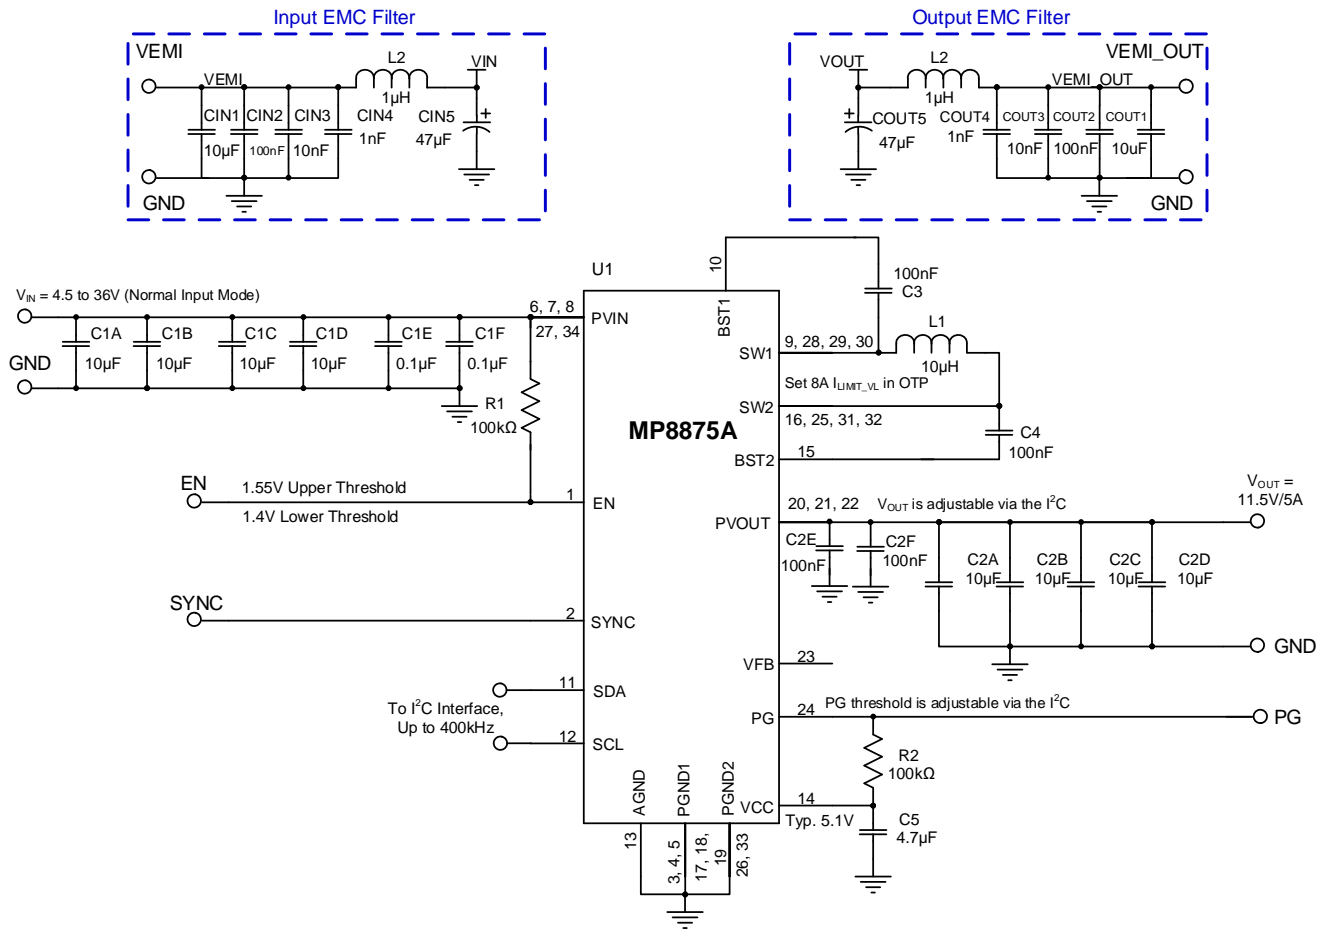 Input EMC Filter
VEMI
VEMI
L2
1µH
VIN
CIN1
10µF
CIN2
100nF
CIN3
10nF
CIN4
1nF
CIN5
47µF
+
GND
Output EMC Filter
VOUT
L2
1µH
VEMI_OUT
VEMI_OUT
+
COUT5
47µF
COUT4
1nF
COUT3
10nF
COUT2
100nF
COUT1
10uF
GND
U1
MP8875A
VIN = 4.5 to 36V (Normal Input Mode)
GND
C1A
10µF
C1B
10µF
C1C
10µF
C1D
10µF
C1E
0.1µF
C1F
0.1µF
6, 7, 8
27, 34
PVIN
R1
100kΩ
EN
1.55V Upper Threshold
1.4V Lower Threshold
1
EN
SYNC
2
SYNC
To I²C Interface,
Up to 400kHz
11
SDA
12
SCL
10
BST1
100nF
C3
SW1
9, 28, 29, 30
L1
10µH
Set 8A ILIMIT_VL in OTP
SW2
16, 25, 31, 32
C4
100nF
BST2
15
PVOUT
20, 21, 22
VOUT is adjustable via the I²C
VOUT =
11.5V/5A
C2E
100nF
C2F
100nF
C2A
10µF
C2B
10µF
C2C
10µF
C2D
10µF
GND
VFB
23
PG
24
PG threshold is adjustable via the I²C
PG
R2
100kΩ
VCC
14
Typ. 5.1V
C5
4.7µF
AGND
PGND1
PGND2
13
3, 4, 5
17, 18,
19
26, 33